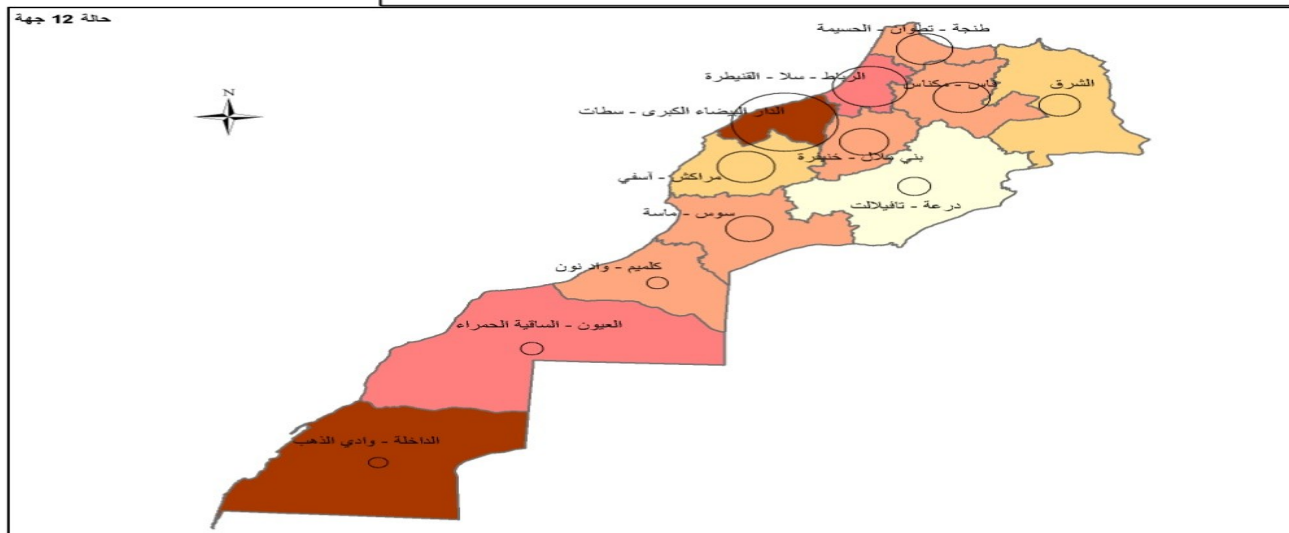 حالة 12 جهة
طنجة - تطوان - الحسيمة
الرباط - سلا - القنيطرة
فاس - مكناس
الشرق
الدار البيضاء الكبرى - سطات
بني ملال - خنيفرة
مراكش - آسفي
درعة - تافيلالت
سوس - ماسة
كلميم - واد نون
العيون - الساقية الحمراء
الداخلة - وادي الذهب
N